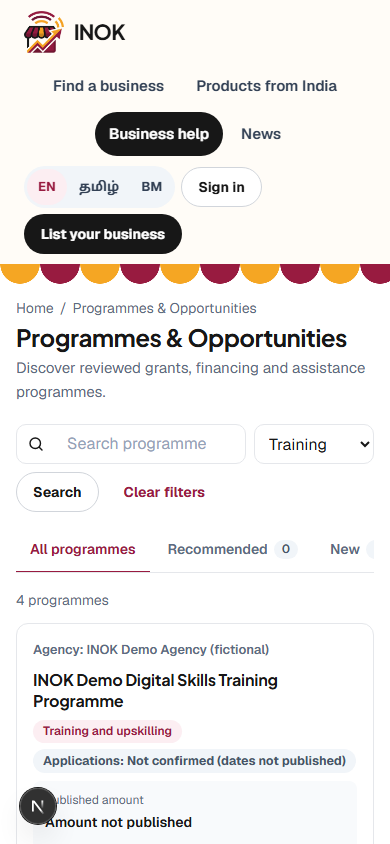 INOK
Find a business Products from India
Business help News
EN தமிழ் BM Sign in
List your business
Home / Programmes & Opportunities
Programmes & Opportunities
Discover reviewed grants, financing and assistance
programmes.
Search programme Training
Search Clear filters
All programmes Recommended 0 New
4 programmes
Agency: INOK Demo Agency (fictional)
INOK Demo Digital Skills Training
Programme
Training and upskilling
Applications: Not confirmed (dates not published)
N ublished amount
Amount not published